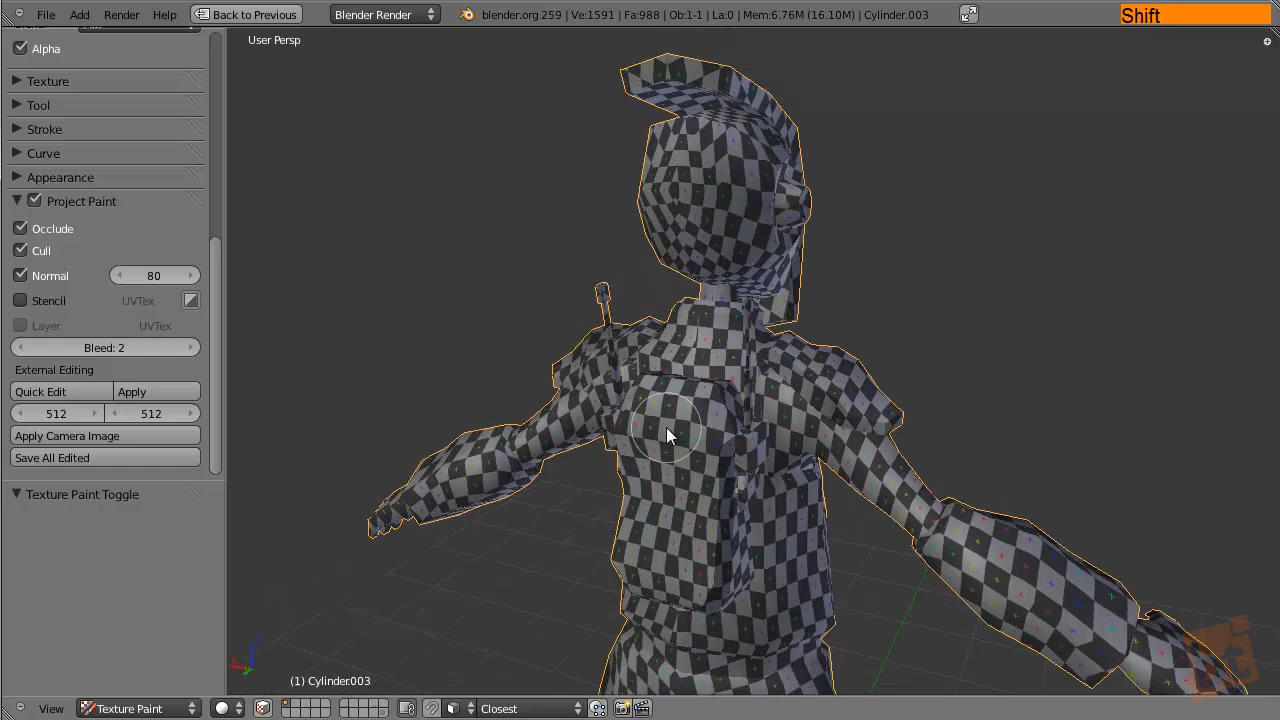 File Add Render Help Back to Previous Blender Render blender.org 259 | Ve:1591 | Fa:988 | Ob:1-1 | La:0 | Mem:6.76M (16.10M) | Cylinder.003 Shift
User Persp
Alpha
Texture
Tool
Stroke
Curve
Appearance
Project Paint
Occlude
Cull
Normal 80
Stencil UVTex
Layer UVTex
Bleed: 2
External Editing
Quick Edit Apply
512 512
Apply Camera Image
Save All Edited
Texture Paint Toggle
(1) Cylinder.003
View Texture Paint Closest